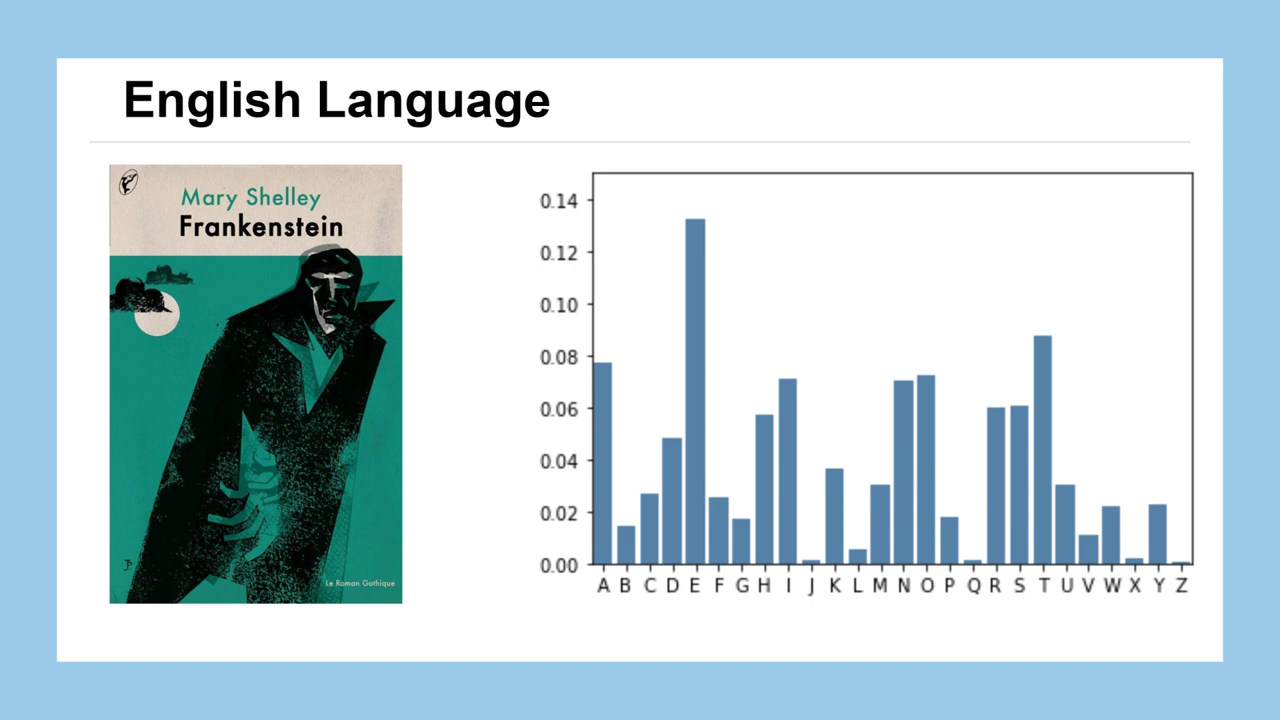 English Language
Mary Shelley
Frankenstein
Le Roman Gothique
0.14
0.12
0.10
0.08
0.06
0.04
0.02
0.00
A B C D E F G H I J K L M N O P Q R S T U V W X Y Z